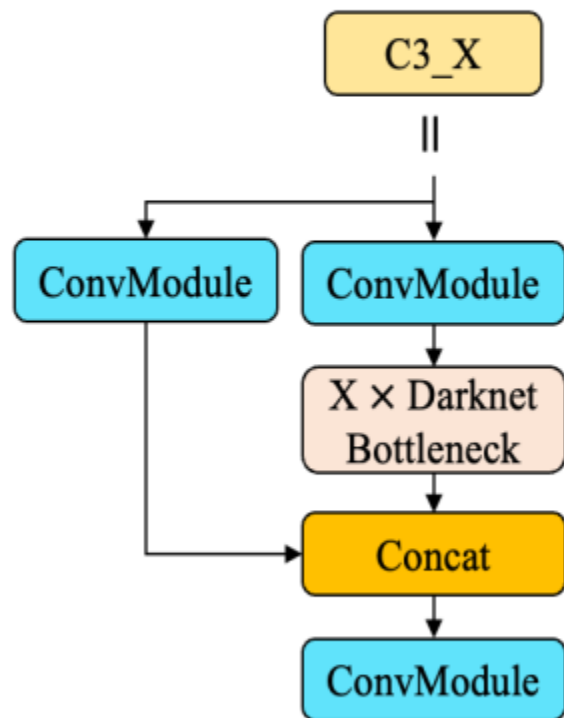 C3_X
||
ConvModule
ConvModule
X × Darknet
Bottleneck
Concat
ConvModule